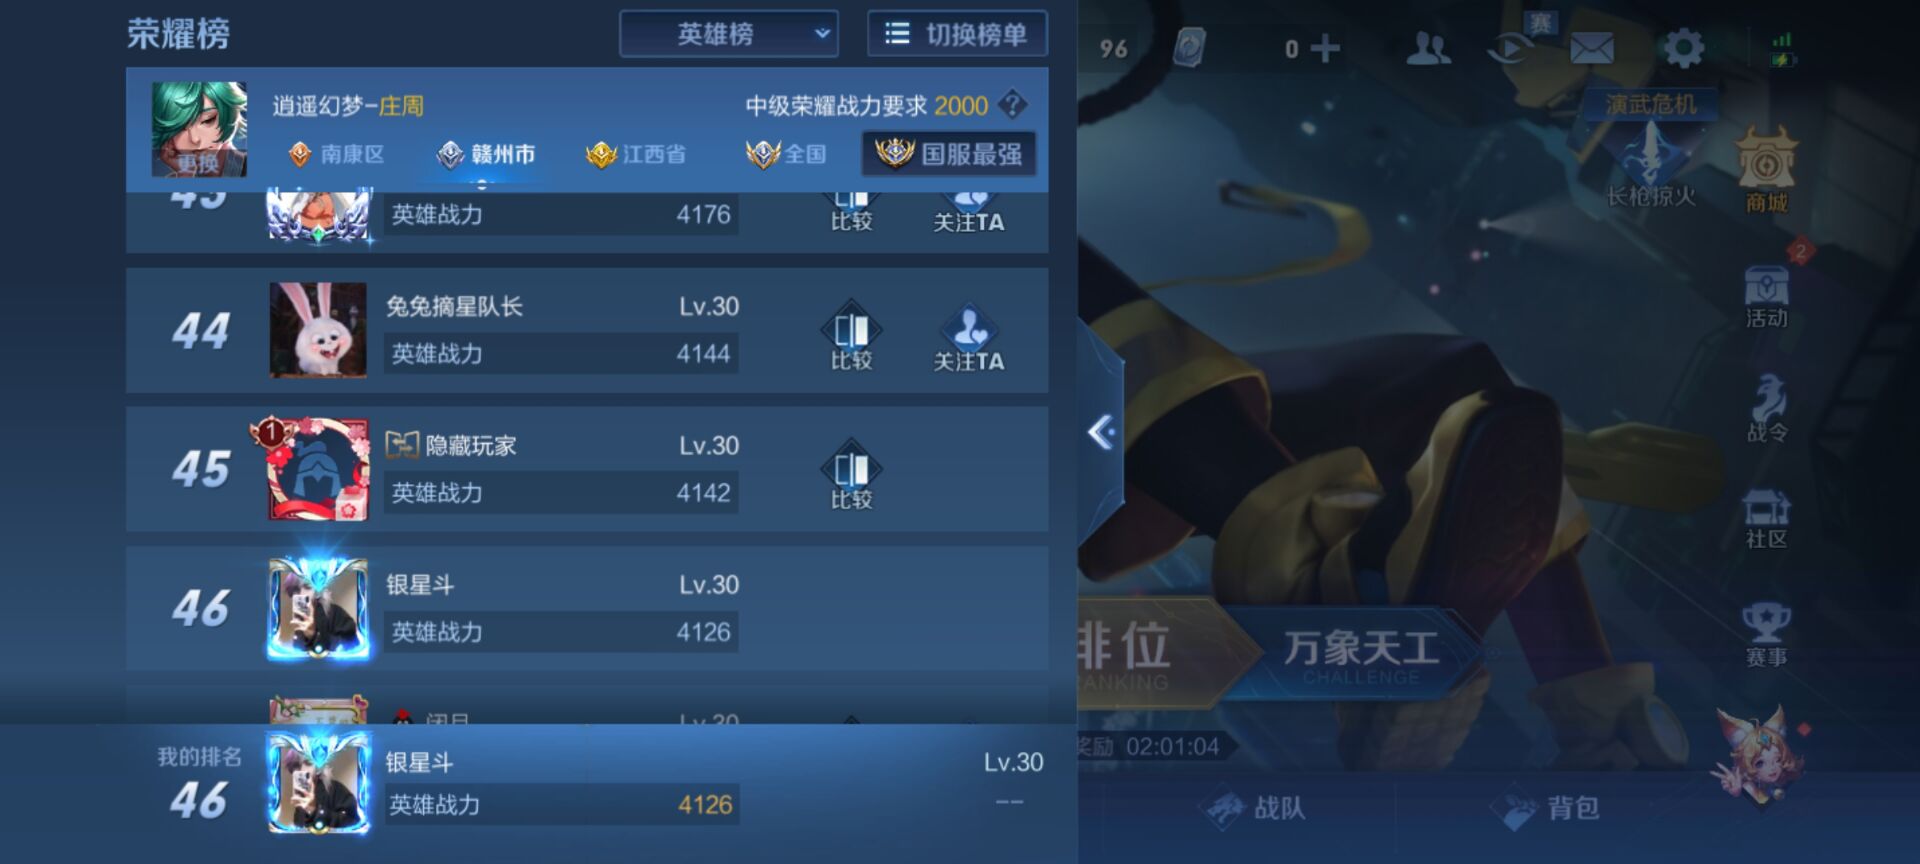 荣耀榜
英雄榜
切换榜单
逍遥幻梦-庄周
中级荣耀战力要求 2000
?
更换
南康区
赣州市
江西省
全国
国服最强
英雄战力 4176
比较
关注TA
44
兔兔摘星队长 Lv.30
英雄战力 4144
比较
关注TA
45
1
隐藏玩家 Lv.30
英雄战力 4142
比较
46
银星斗 Lv.30
英雄战力 4126
我的排名
46
银星斗 Lv.30
英雄战力 4126
--
96
0
赛
演武危机
长枪掠火
商城
2
活动
战令
社区
赛事
排位
RANKING
万象天工
CHALLENGE
奖励 02:01:04
战队
背包